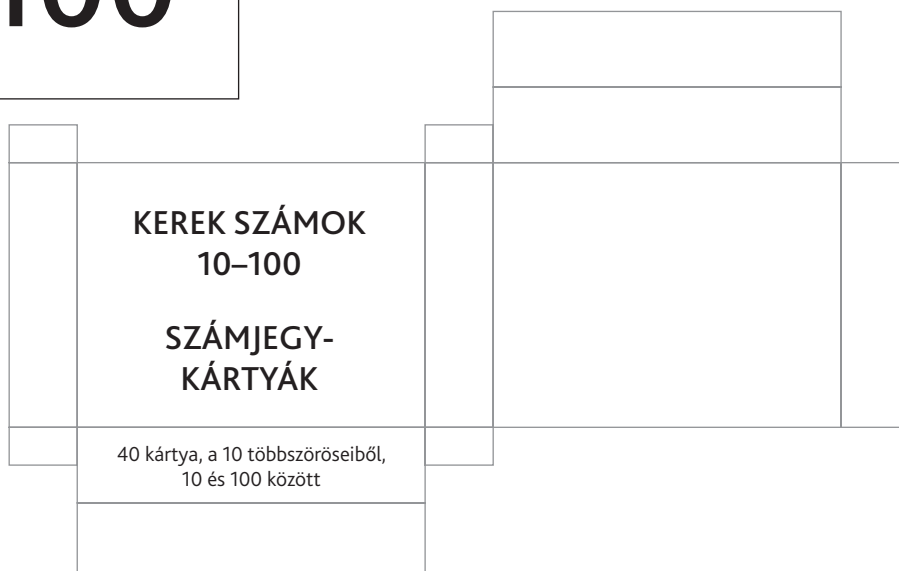 100
KEREK SZÁMOK
10–100
SZÁMJEGY-
KÁRTYÁK
40 kártya, a 10 többszöröseiből,
10 és 100 között